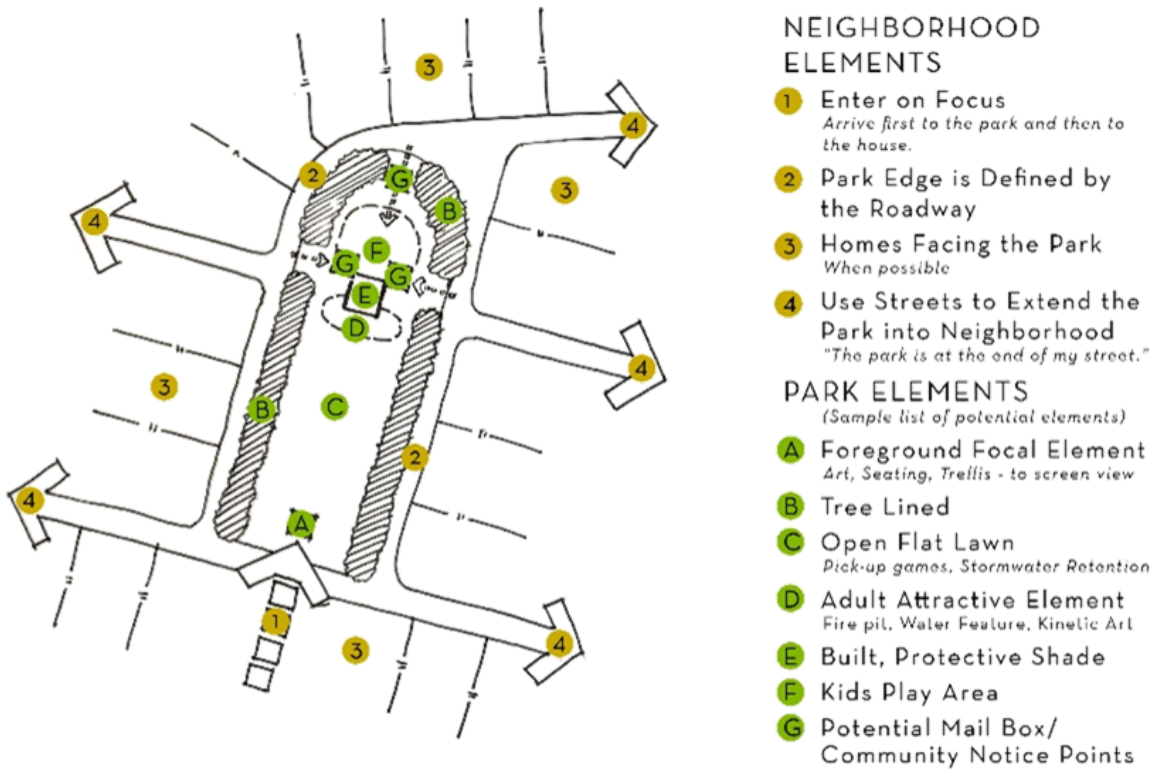 3
4
2
G
3
B
4
F
G
G
E
D
4
3
B
C
2
4
A
1
3
4
NEIGHBORHOOD
ELEMENTS
1 Enter on Focus
Arrive first to the park and then to
the house.
2 Park Edge is Defined by
the Roadway
3 Homes Facing the Park
When possible
4 Use Streets to Extend the
Park into Neighborhood
"The park is at the end of my street."
PARK ELEMENTS
(Sample list of potential elements)
A Foreground Focal Element
Art, Seating, Trellis - to screen view
B Tree Lined
C Open Flat Lawn
Pick-up games, Stormwater Retention
D Adult Attractive Element
Fire pit, Water Feature, Kinetic Art
E Built, Protective Shade
F Kids Play Area
G Potential Mail Box/
Community Notice Points